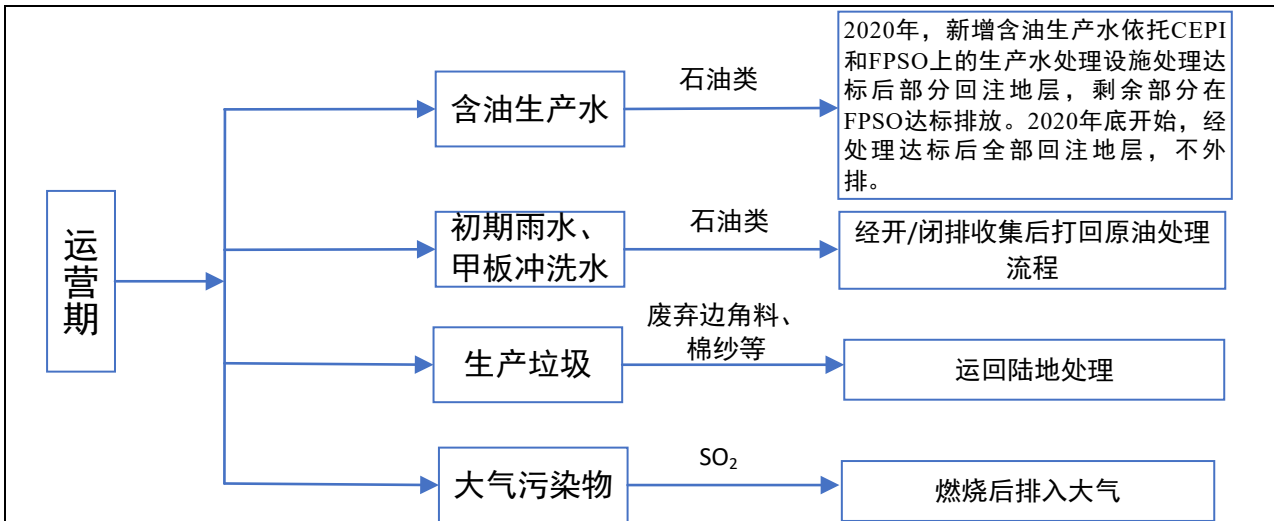 运营期
含油生产水
石油类
2020年，新增含油生产水依托CEPI
和FPSO上的生产水处理设施处理达
标后部分回注地层，剩余部分在
FPSO达标排放。2020年底开始，经
处理达标后全部回注地层，不外
排。
初期雨水、
甲板冲洗水
石油类
经开/闭排收集后打回原油处理
流程
生产垃圾
废弃边角料、
棉纱等
运回陆地处理
大气污染物
SO₂
燃烧后排入大气